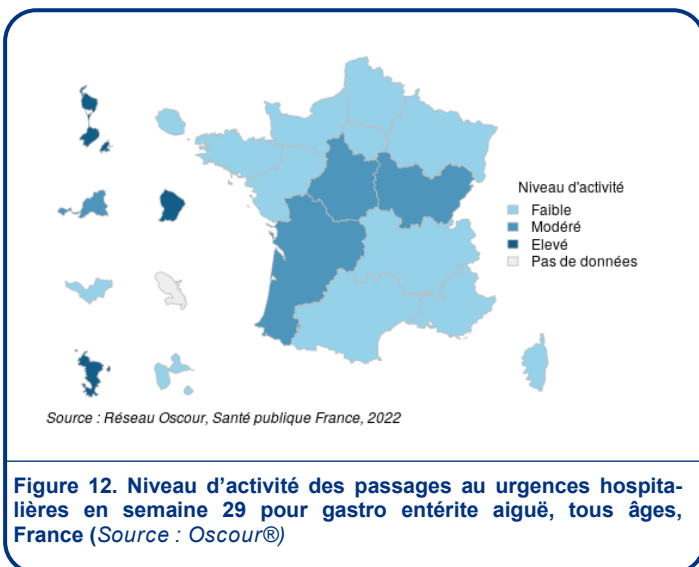 Niveau d'activité
Faible
Modéré
Elevé
Pas de données
Source : Réseau Oscour, Santé publique France, 2022
Figure 12. Niveau d’activité des passages au urgences hospita-
lières en semaine 29 pour gastro entérite aiguë, tous âges,
France (Source : Oscour®)